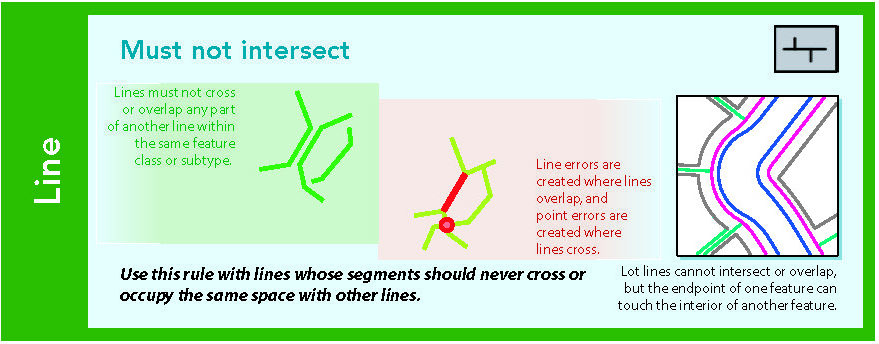 Line
Must not intersect
Lines must not cross
or overlap any part
of another line within
the same feature
class or subtype.
Line errors are
created where lines
overlap, and
point errors are
created where
lines cross.
Use this rule with lines whose segments should never cross or
occupy the same space with other lines.
Lot lines cannot intersect or overlap,
but the endpoint of one feature can
touch the interior of another feature.